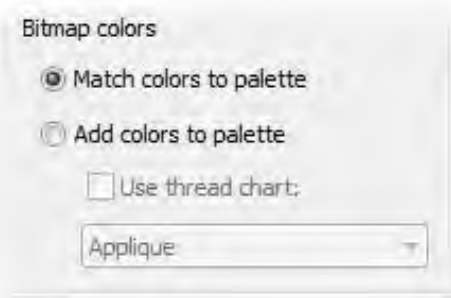 Bitmap colors
Match colors to palette
Add colors to palette
Use thread chart:
Applique